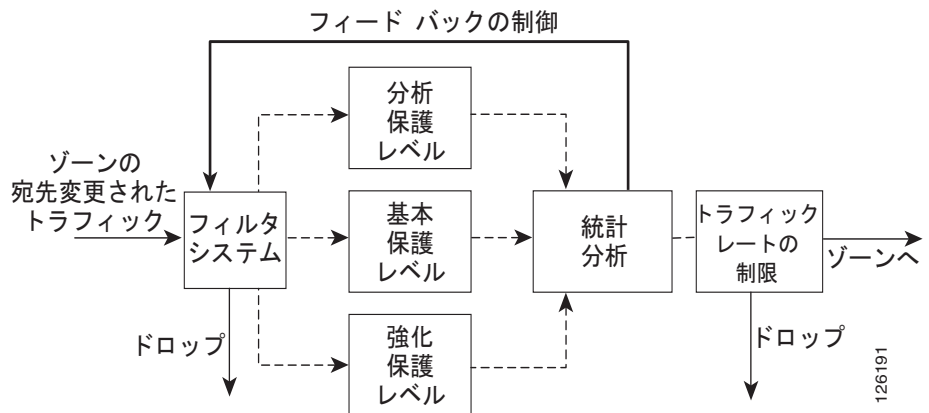 フィード バックの制御
分析
保護
レベル
ゾーンの
宛先変更された
トラフィック
フィルタ
システム
基本
保護
レベル
統計
分析
トラフィック
レートの
制限
ゾーンへ
ドロップ
強化
保護
レベル
ドロップ
126191